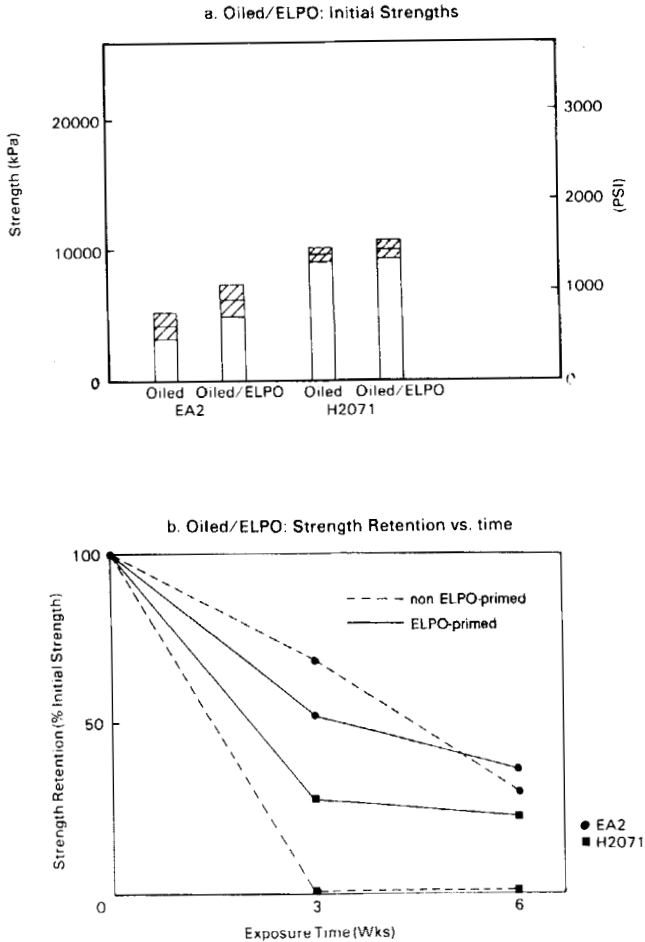 a. Oiled/ELPO: Initial Strengths
Strength (kPa)
20000
10000
0
3000
2000
1000
0
(PSI)
Oiled Oiled/ELPO Oiled Oiled/ELPO
EA2 H2071
b. Oiled/ELPO: Strength Retention vs. time
Strength Retention (% Initial Strength)
100
50
0
non ELPO-primed
ELPO-primed
EA2
H2071
3 6
Exposure Time (Wks)